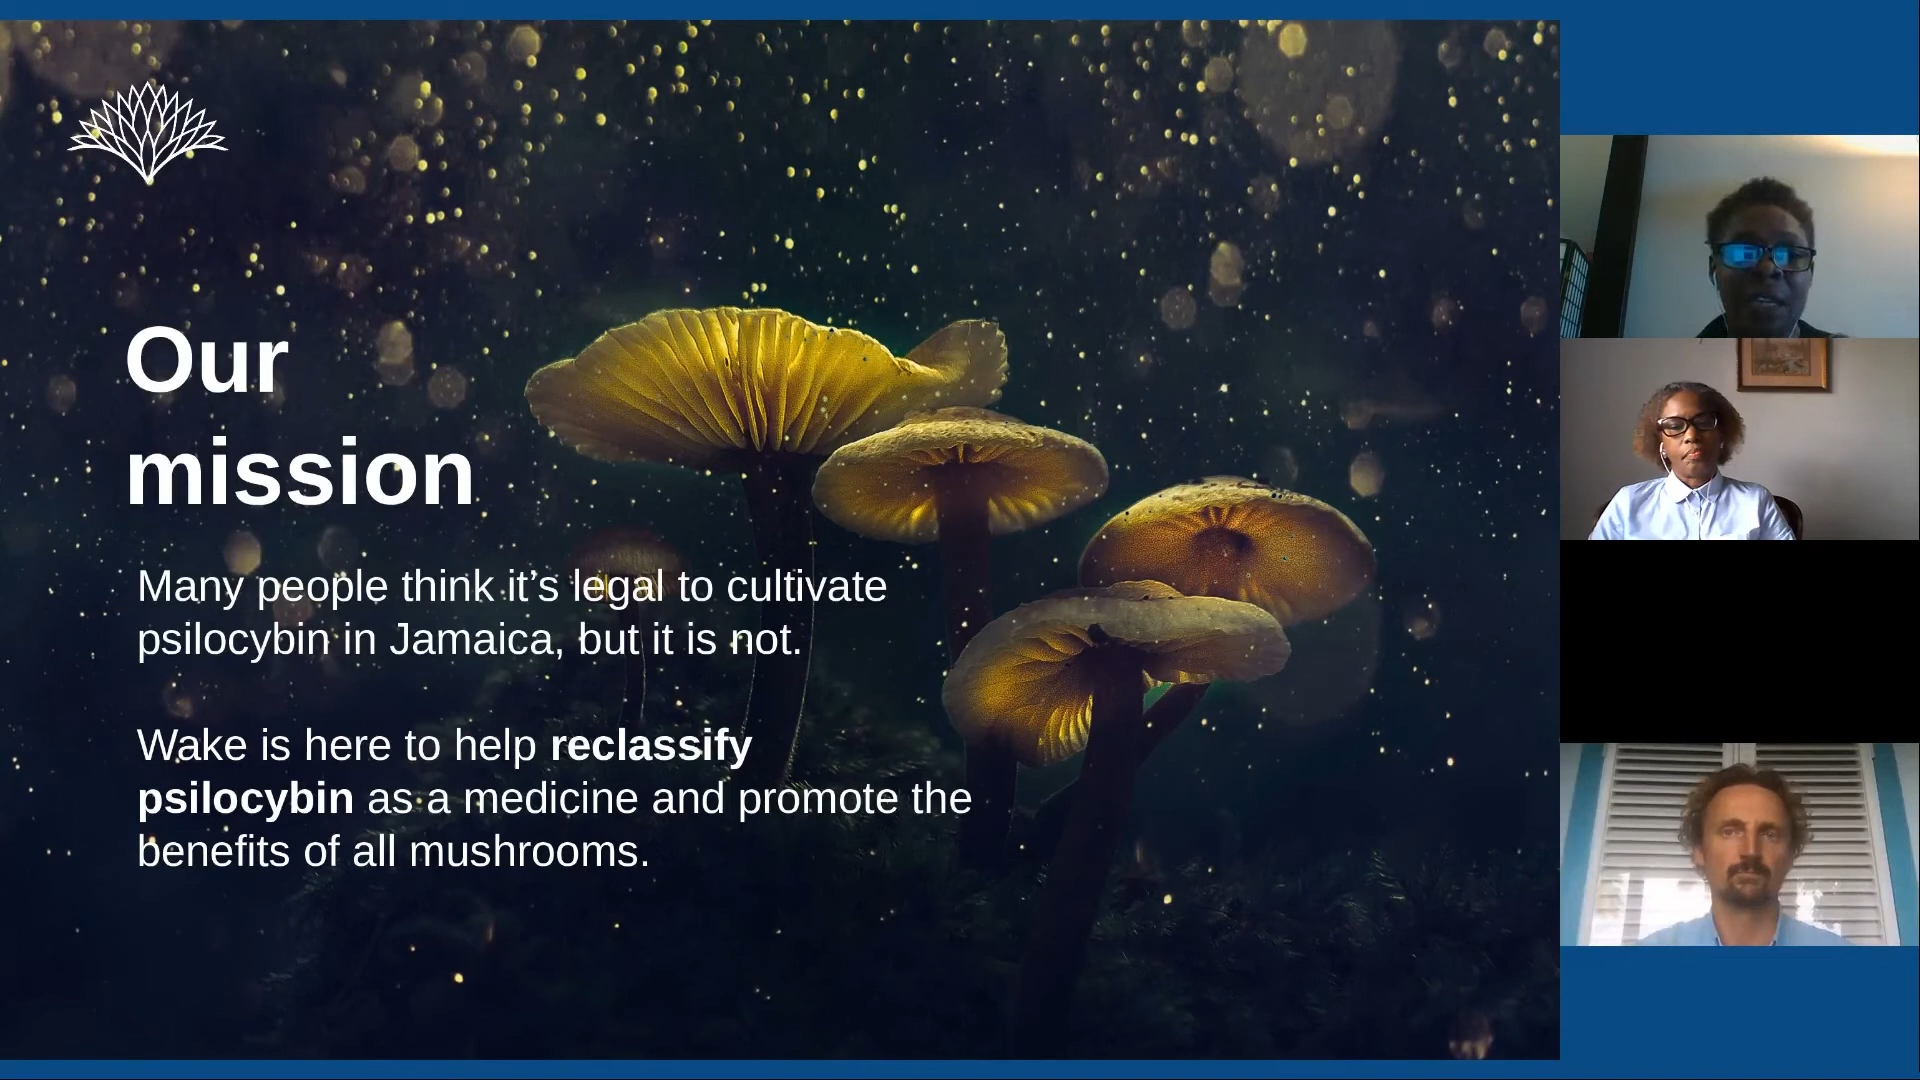 Our
mission
Many people think it’s legal to cultivate
psilocybin in Jamaica, but it is not.
Wake is here to help reclassify
psilocybin as a medicine and promote the
benefits of all mushrooms.